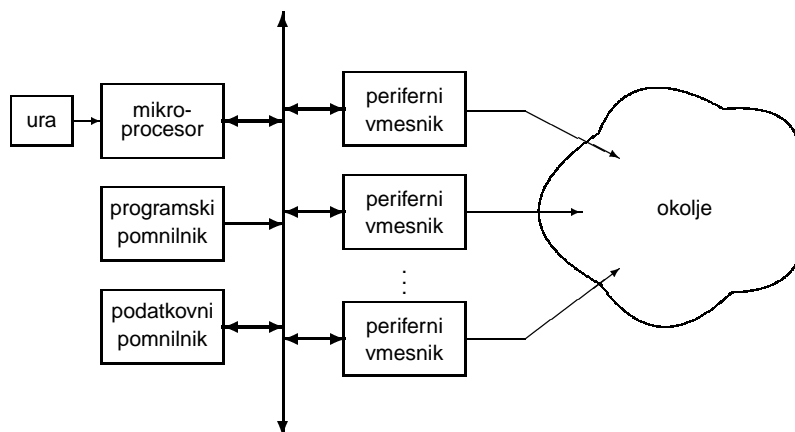 ura
mikro-
procesor
programski
pomnilnik
podatkovni
pomnilnik
periferni
vmesnik
periferni
vmesnik
periferni
vmesnik
okolje